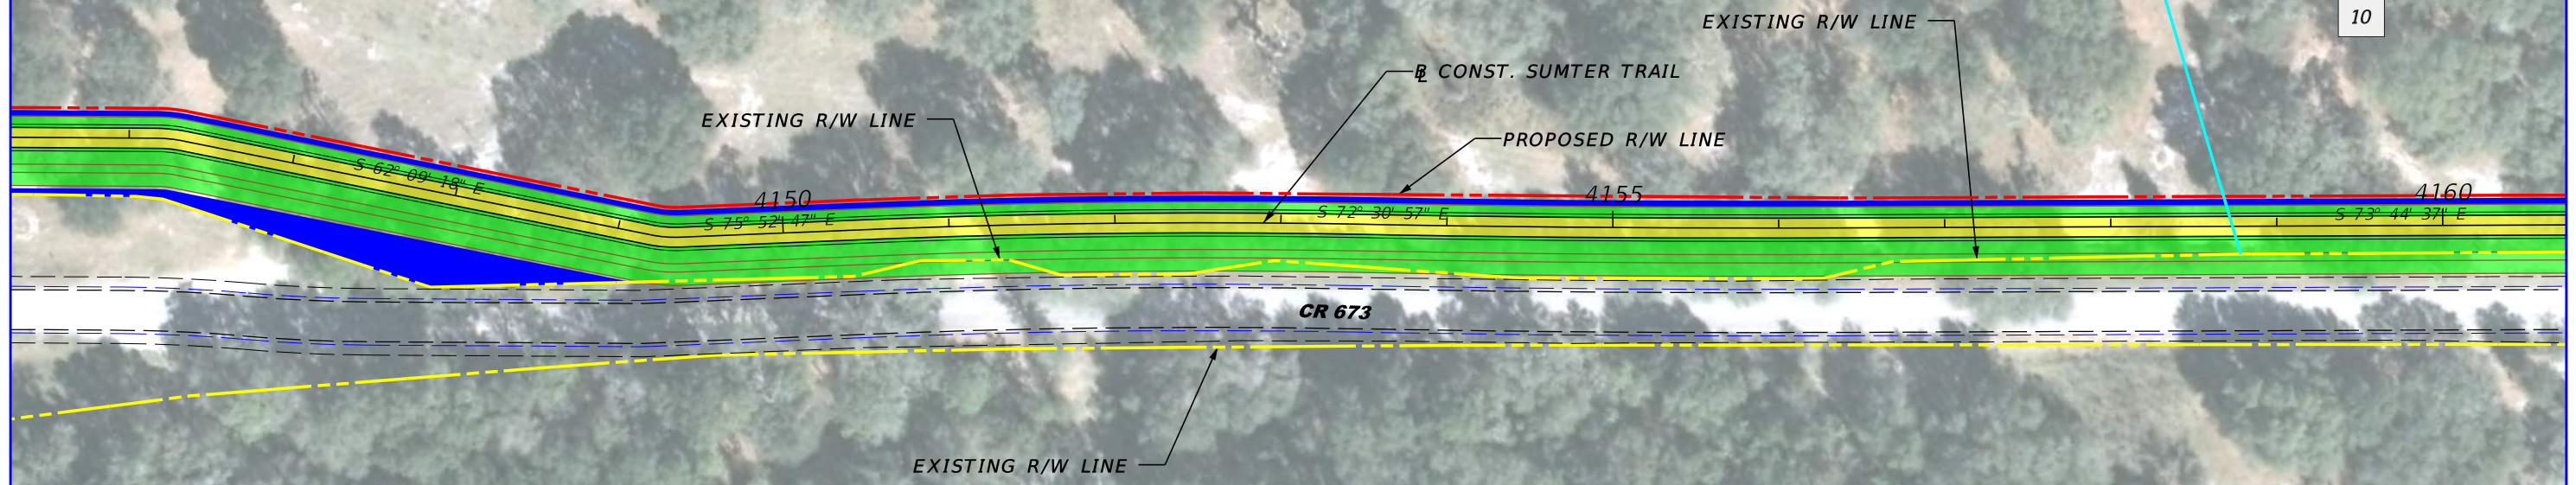 EXISTING R/W LINE
10
B CONST. SUMTER TRAIL
L
EXISTING R/W LINE
PROPOSED R/W LINE
S 62° 09' 18" E
4150
4155
4160
S 75° 52' 47" E
S 72° 30' 57" E
S 73° 44' 37" E
CR 673
EXISTING R/W LINE